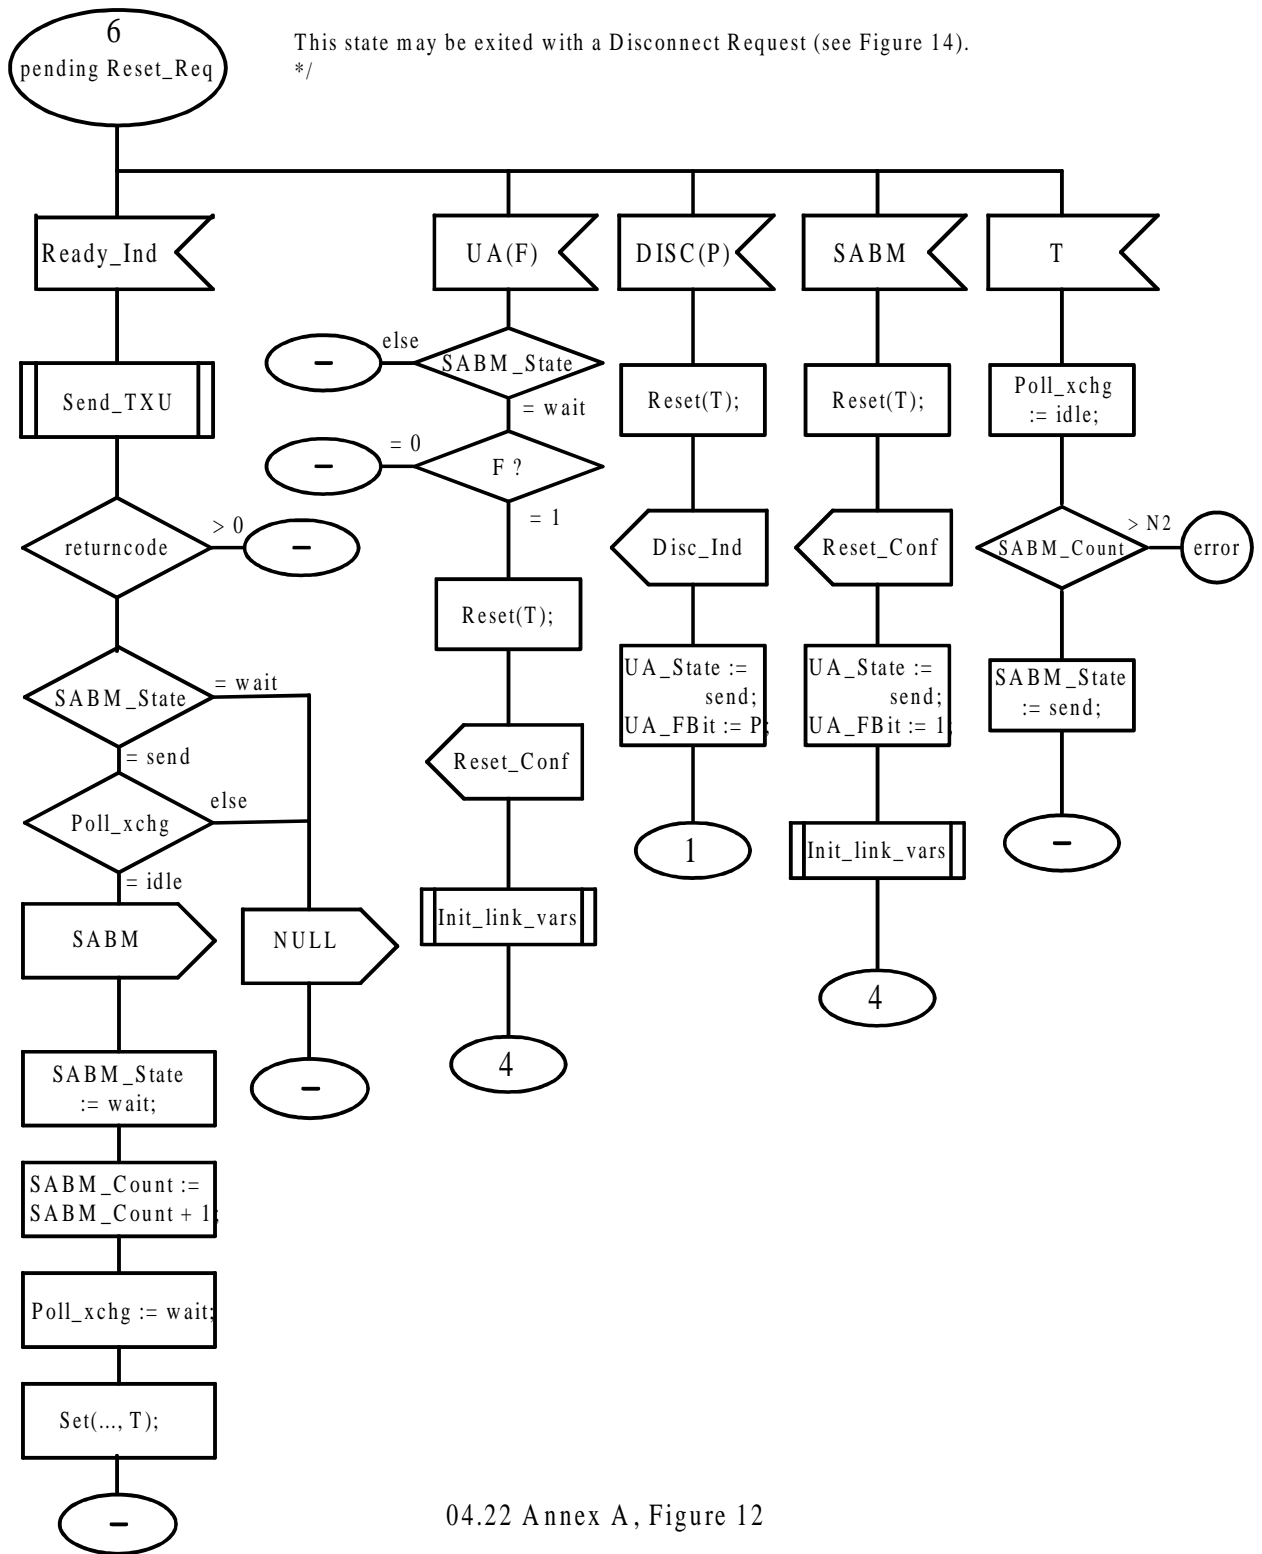 6
pending Reset_Req
This state may be exited with a Disconnect Request (see Figure 14).
*/
Ready_Ind
Send_TXU
returncode
> 0
–
SABM_State
= wait
= send
Poll_xchg
else
= idle
SABM
NULL
–
SABM_State
:= wait;
SABM_Count :=
SABM_Count + 1;
Poll_xchg := wait;
Set(..., T);
–
UA(F)
else
–
SABM_State
= wait
= 0
–
F ?
= 1
Reset(T);
Reset_Conf
Init_link_vars
4
DISC(P)
Reset(T);
Disc_Ind
UA_State :=
send;
UA_FBit := P;
1
SABM
Reset(T);
Reset_Conf
UA_State :=
send;
UA_FBit := 1;
Init_link_vars
4
T
Poll_xchg
:= idle;
SABM_Count
> N2
error
SABM_State
:= send;
–
04.22 Annex A, Figure 12